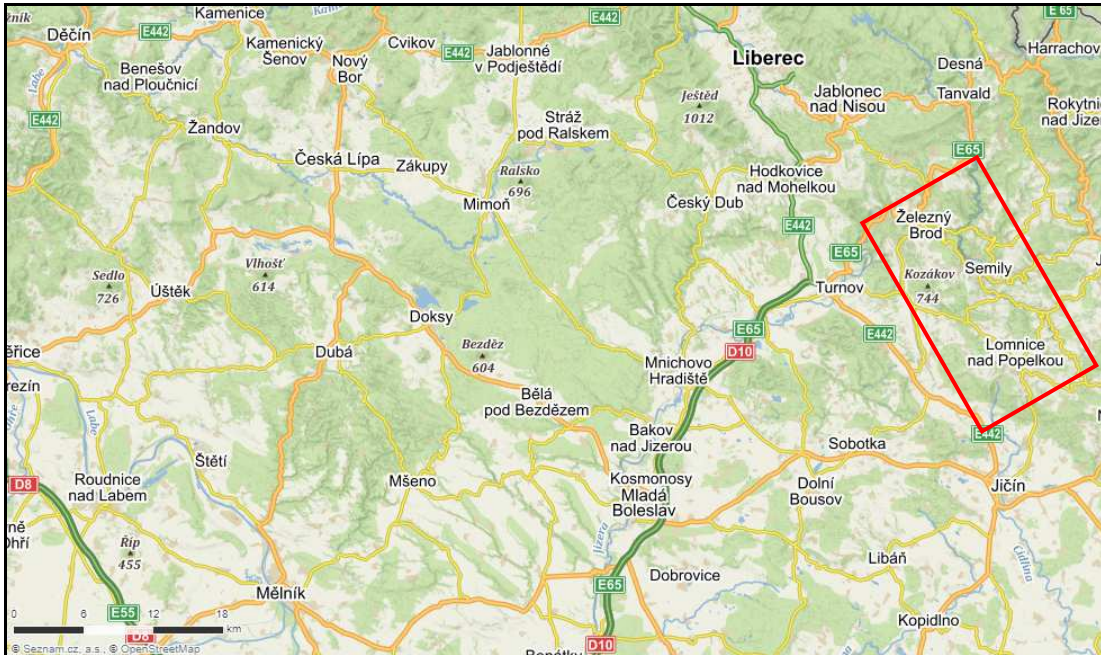 Kamenice
E442
Děčín
Labe
E442
Kamenický
Šenov
Cvikov
E442
Jablonné
v Podještědí
Liberec
E 65
Harrachov
Benešov
nad Ploučnicí
Nový
Bor
Desná
Tanvald
Ještěd
1012
Jablonec
nad Nisou
E442
Žandov
Stráž
pod Ralskem
E65
Česká Lípa
Zákupy
Ralsko
696
Hodkovice
nad Mohelkou
Mimoň
Český Dub
Železný
Brod
E442
E65
Sedlo
726
Vlhošť
614
Úštěk
Semily
Kozákov
744
Turnov
Doksy
E65
E442
Dubá
Bezděz
604
D10
Mnichovo
Hradiště
Lomnice
nad Popelkou
Labe
Bělá
pod Bezdězem
Bakov
nad Jizerou
E442
Sobotka
Štětí
Roudnice
nad Labem
D8
Mšeno
Kosmonosy
Mladá
Boleslav
Dolní
Bousov
Jičín
Říp
455
Jizera
Libáň
Cidlina
E65
Dobrovice
Mělník
0 6 12 18
km
E55
D8
Kopidlno
D10
© Seznam.cz, a.s., © OpenStreetMap